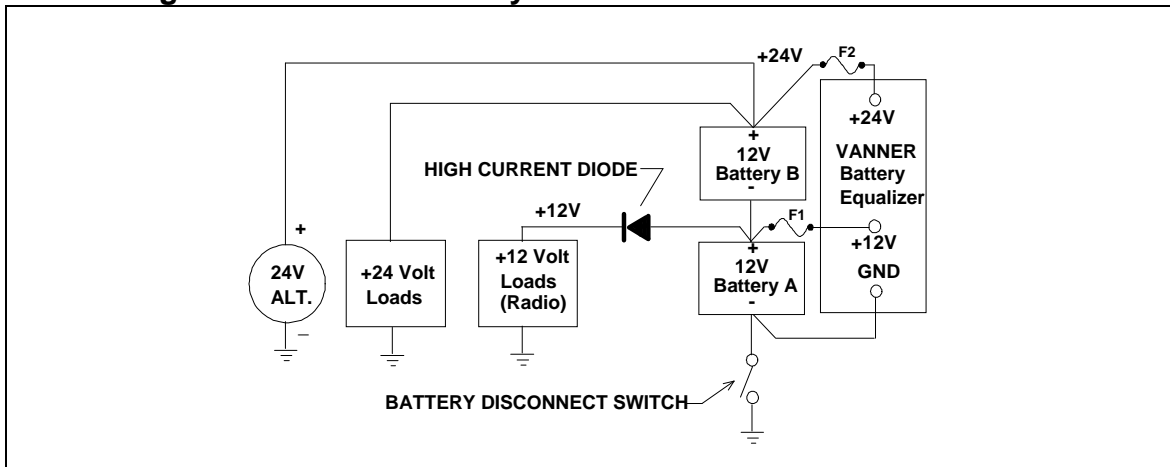 +24V
F2
+
12V
Battery B
-
+24V
VANNER
Battery
Equalizer
HIGH CURRENT DIODE
+12V
F1
+12V
GND
+
24V
ALT.
–
+24 Volt
Loads
+12 Volt
Loads
(Radio)
+
12V
Battery A
-
BATTERY DISCONNECT SWITCH